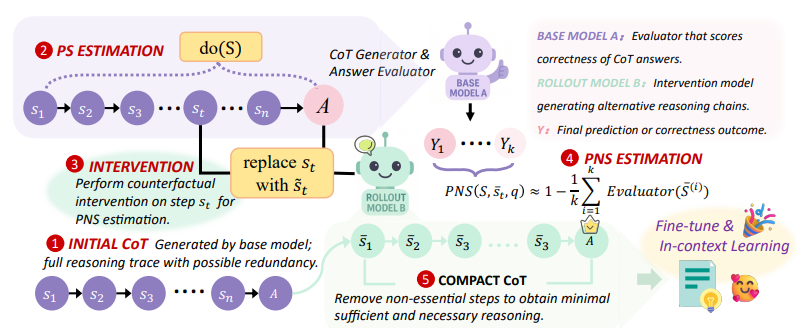 2 PS ESTIMATION
do(S)
s₁ s₂ s₃ ··· sₜ ··· sₙ A
CoT Generator &
Answer Evaluator
BASE
MODEL A
BASE MODEL A： Evaluator that scores
correctness of CoT answers.
ROLLOUT MODEL B： Intervention model
generating alternative reasoning chains.
Y： Final prediction or correctness outcome.
3 INTERVENTION
Perform counterfactual
intervention on step sₜ for
PNS estimation.
replace sₜ
with s̃ₜ
ROLLOUT
MODEL B
Y₁ ···· Yₖ
4 PNS ESTIMATION
PNS(S, s̄ₜ, q) ≈ 1 − 1/k ∑ᵢ₌₁ᵏ Evaluator(S̄⁽ⁱ⁾)
1 INITIAL CoT Generated by base model;
full reasoning trace with possible redundancy.
s₁ s₂ s₃ ···· sₙ A
s̄₁ s̄₂ s̄₃ ···· s̄₃ A
5 COMPACT CoT
Remove non-essential steps to obtain minimal
sufficient and necessary reasoning.
Fine-tune &
In-context Learning